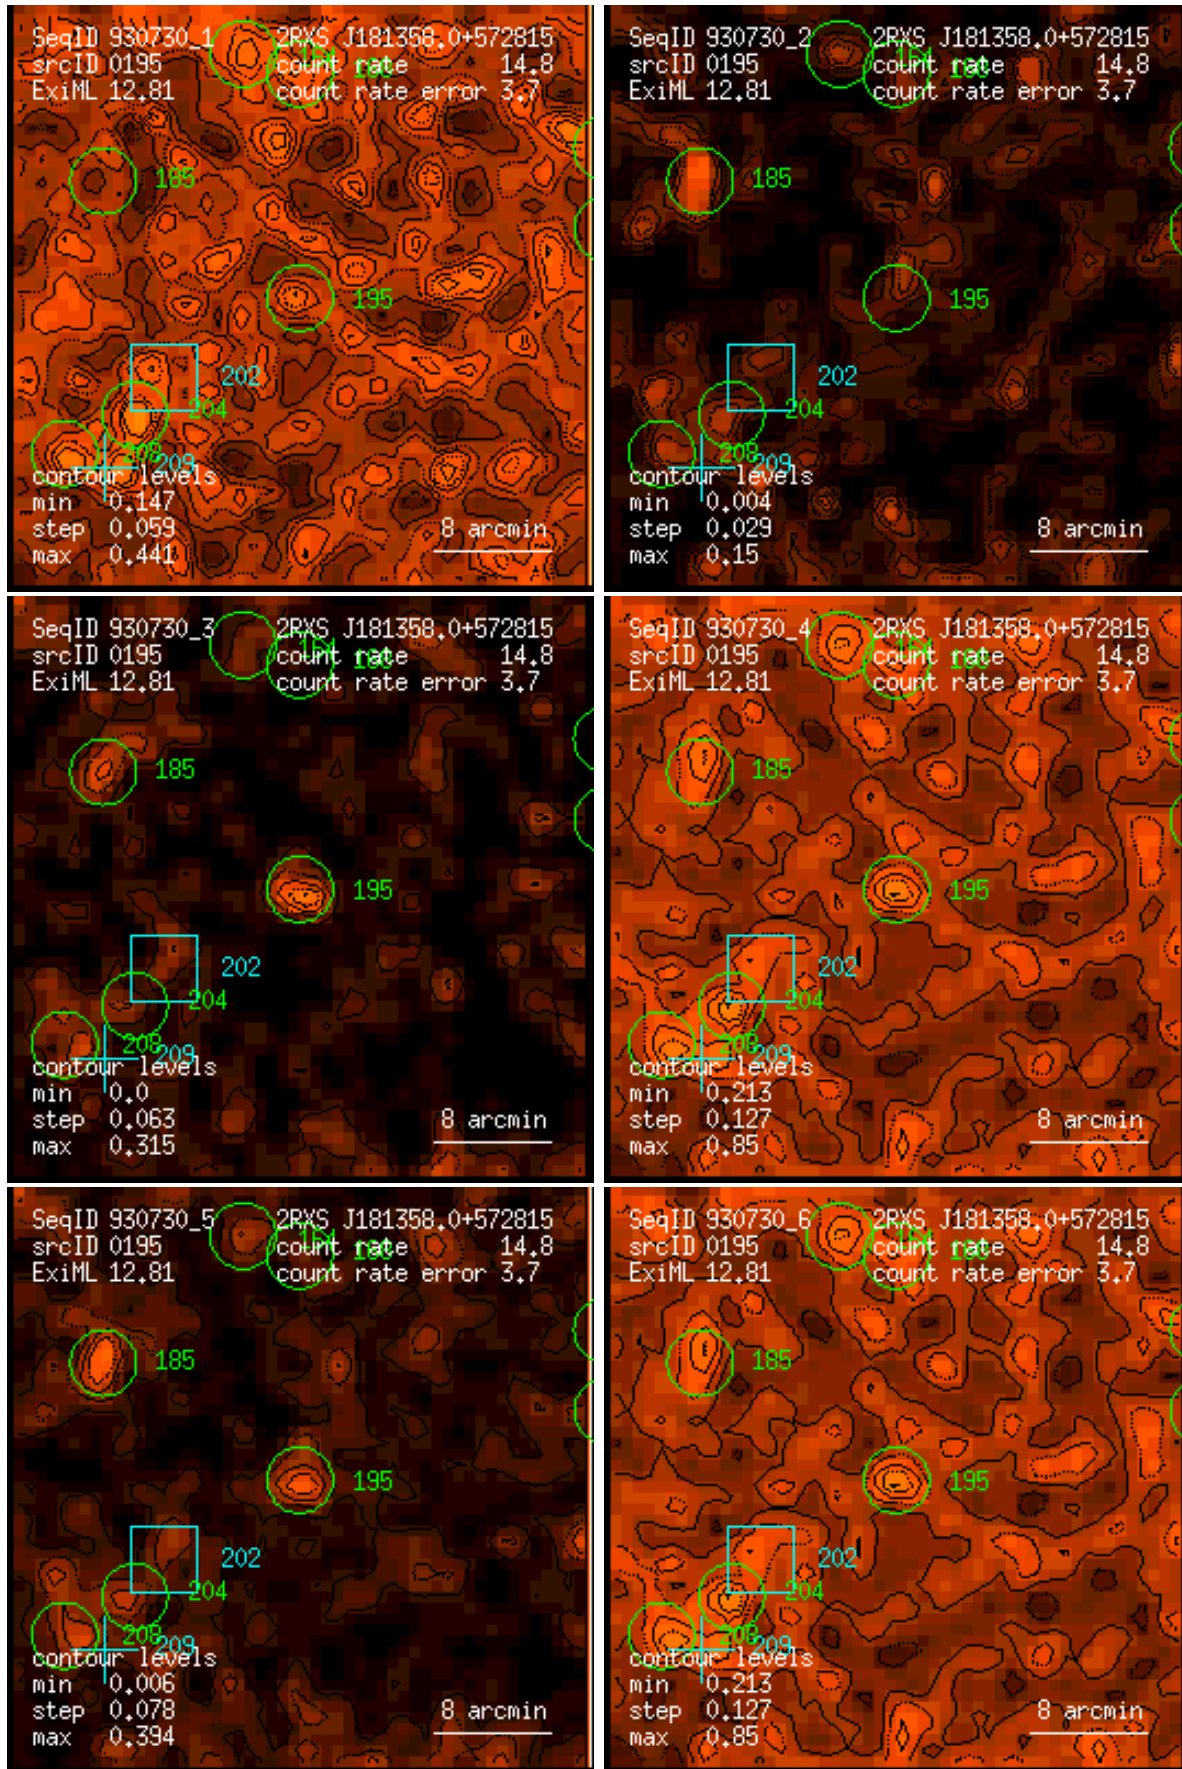 SeqID 930730_1 2RXS J181358.0+572815
srcID 0195 count rate 14.8
ExiML 12.81 count rate error 3.7
185
195
202
204
208 209
contour levels
min 0.147
step 0.059 8 arcmin
max 0.441
SeqID 930730_2 2RXS J181358.0+572815
srcID 0195 count rate 14.8
ExiML 12.81 count rate error 3.7
185
195
202
204
208 209
contour levels
min 0.004
step 0.029 8 arcmin
max 0.15
SeqID 930730_3 2RXS J181358.0+572815
srcID 0195 count rate 14.8
ExiML 12.81 count rate error 3.7
185
195
202
204
208 209
contour levels
min 0.0
step 0.063 8 arcmin
max 0.315
SeqID 930730_4 2RXS J181358.0+572815
srcID 0195 count rate 14.8
ExiML 12.81 count rate error 3.7
185
195
202
204
208 209
contour levels
min 0.213
step 0.127 8 arcmin
max 0.85
SeqID 930730_5 2RXS J181358.0+572815
srcID 0195 count rate 14.8
ExiML 12.81 count rate error 3.7
185
195
202
204
208 209
contour levels
min 0.006
step 0.078 8 arcmin
max 0.394
SeqID 930730_6 2RXS J181358.0+572815
srcID 0195 count rate 14.8
ExiML 12.81 count rate error 3.7
185
195
202
204
208 209
contour levels
min 0.213
step 0.127 8 arcmin
max 0.85